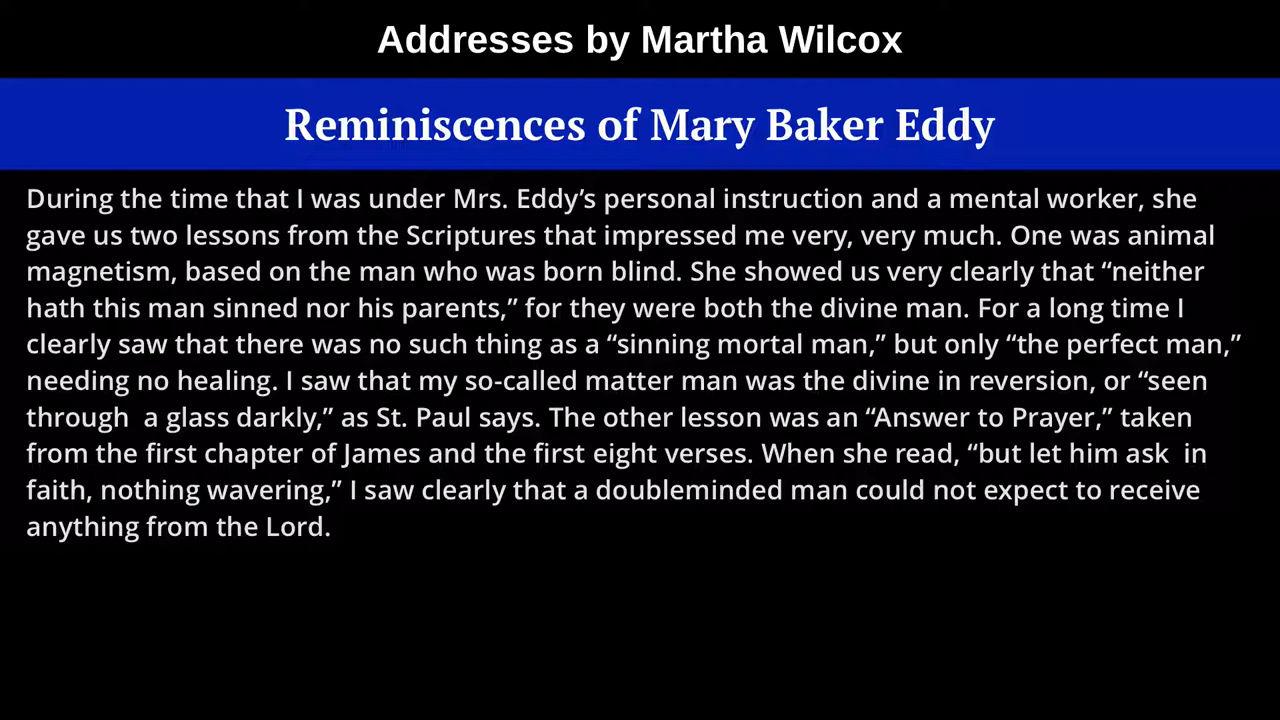 Addresses by Martha Wilcox
Reminiscences of Mary Baker Eddy
During the time that I was under Mrs. Eddy’s personal instruction and a mental worker, she
gave us two lessons from the Scriptures that impressed me very, very much. One was animal
magnetism, based on the man who was born blind. She showed us very clearly that “neither
hath this man sinned nor his parents,” for they were both the divine man. For a long time I
clearly saw that there was no such thing as a “sinning mortal man,” but only “the perfect man,”
needing no healing. I saw that my so-called matter man was the divine in reversion, or “seen
through  a glass darkly,” as St. Paul says. The other lesson was an “Answer to Prayer,” taken
from the first chapter of James and the first eight verses. When she read, “but let him ask  in
faith, nothing wavering,” I saw clearly that a doubleminded man could not expect to receive
anything from the Lord.